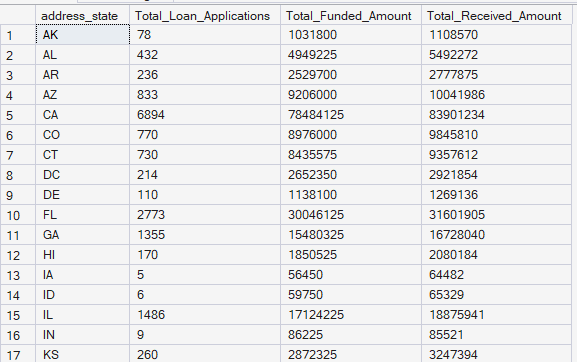 address_state Total_Loan_Applications Total_Funded_Amount Total_Received_Amount
1 AK 78 1031800 1108570
2 AL 432 4949225 5492272
3 AR 236 2529700 2777875
4 AZ 833 9206000 10041986
5 CA 6894 78484125 83901234
6 CO 770 8976000 9845810
7 CT 730 8435575 9357612
8 DC 214 2652350 2921854
9 DE 110 1138100 1269136
10 FL 2773 30046125 31601905
11 GA 1355 15480325 16728040
12 HI 170 1850525 2080184
13 IA 5 56450 64482
14 ID 6 59750 65329
15 IL 1486 17124225 18875941
16 IN 9 86225 85521
17 KS 260 2872325 3247394